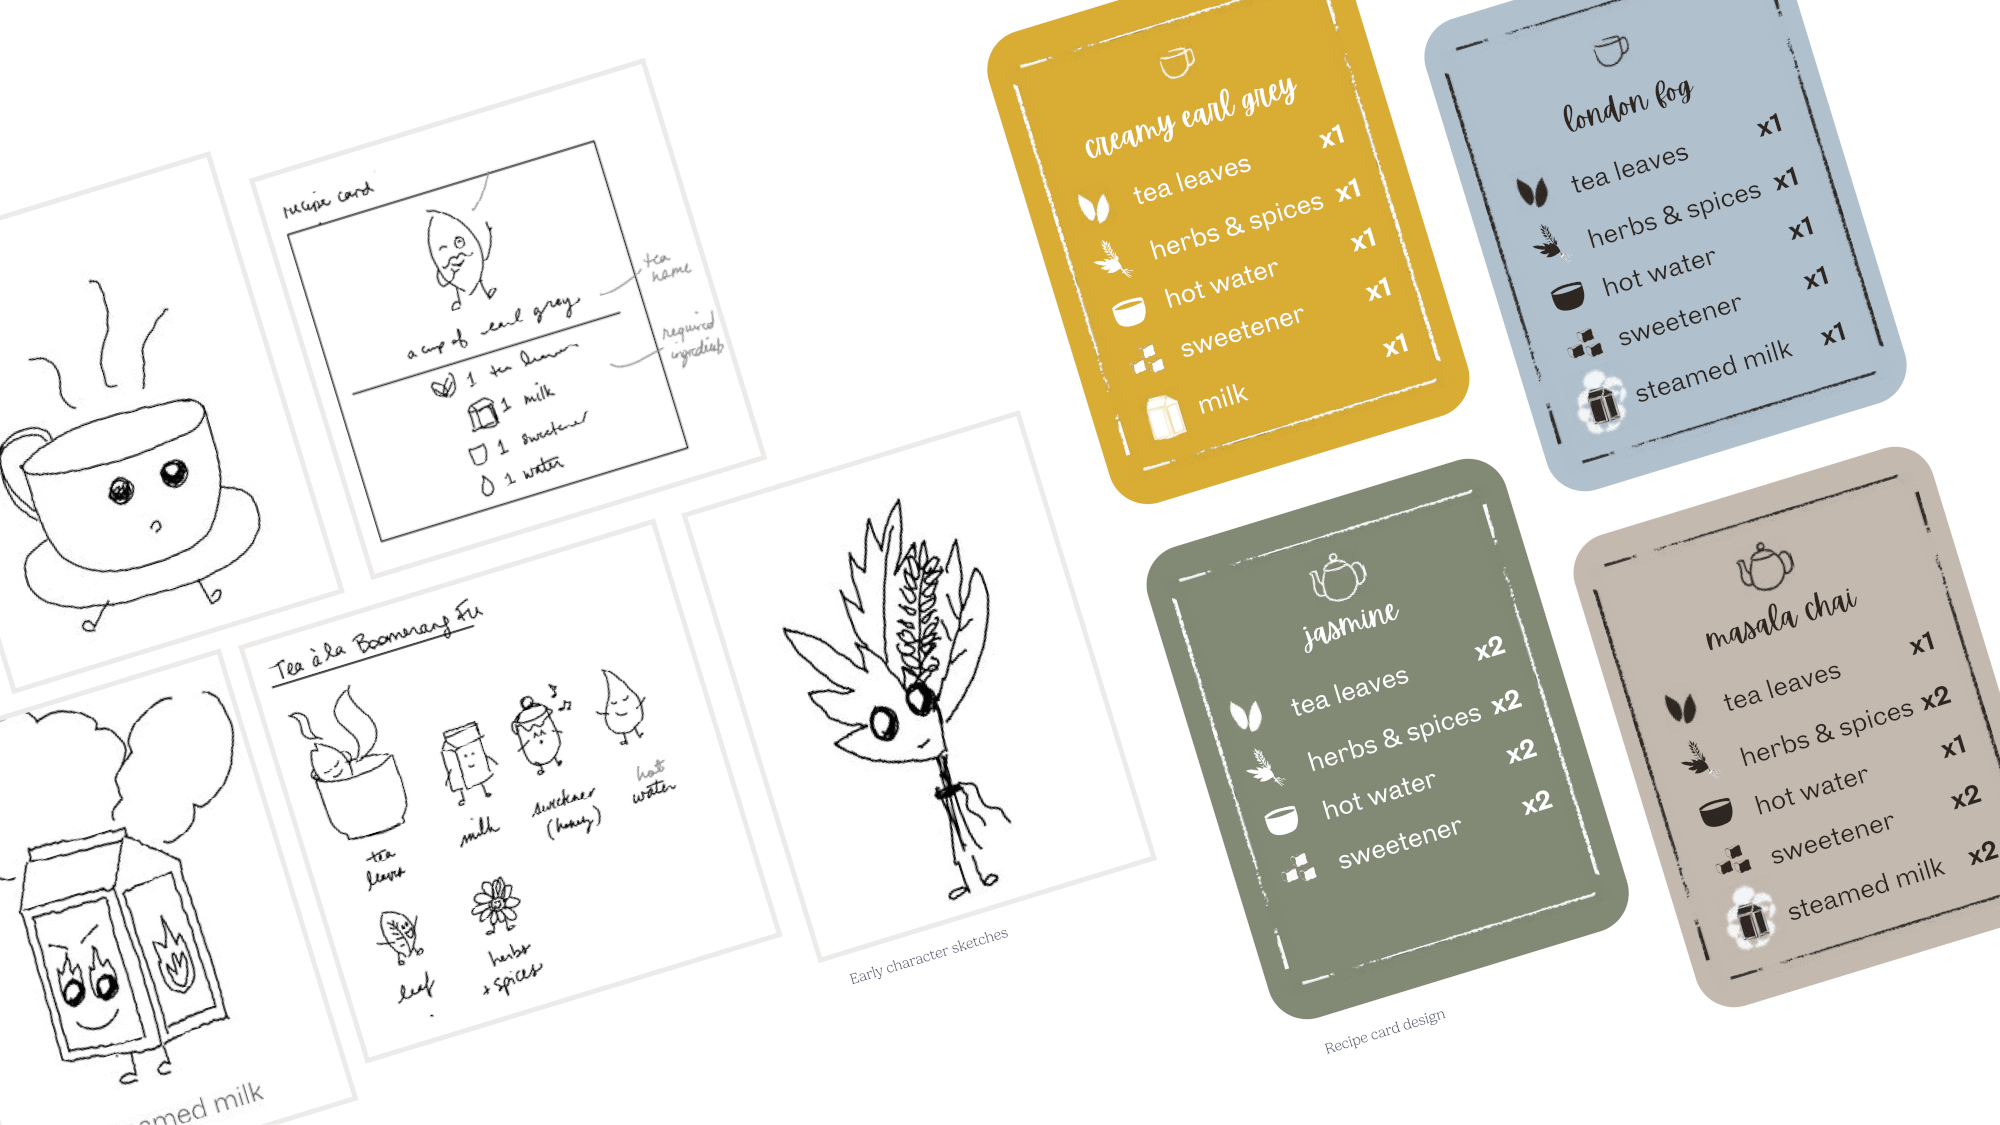 recipe card
a cup of earl grey
1 tea leaves
1 milk
1 sweetener
1 water
tea name
required ingredients
Tea à la Boomerang Fu
tea leaves
milk
sweetener
(honey)
hot
water
leaf
herbs
+ spices
amed milk
Early character sketches
creamy earl grey
tea leaves x1
herbs & spices x1
hot water x1
sweetener x1
milk x1
london fog
tea leaves x1
herbs & spices x1
hot water x1
sweetener x1
steamed milk x1
jasmine
tea leaves x2
herbs & spices x2
hot water x2
sweetener x2
masala chai
tea leaves x1
herbs & spices x2
hot water x1
sweetener x2
steamed milk x2
Recipe card design